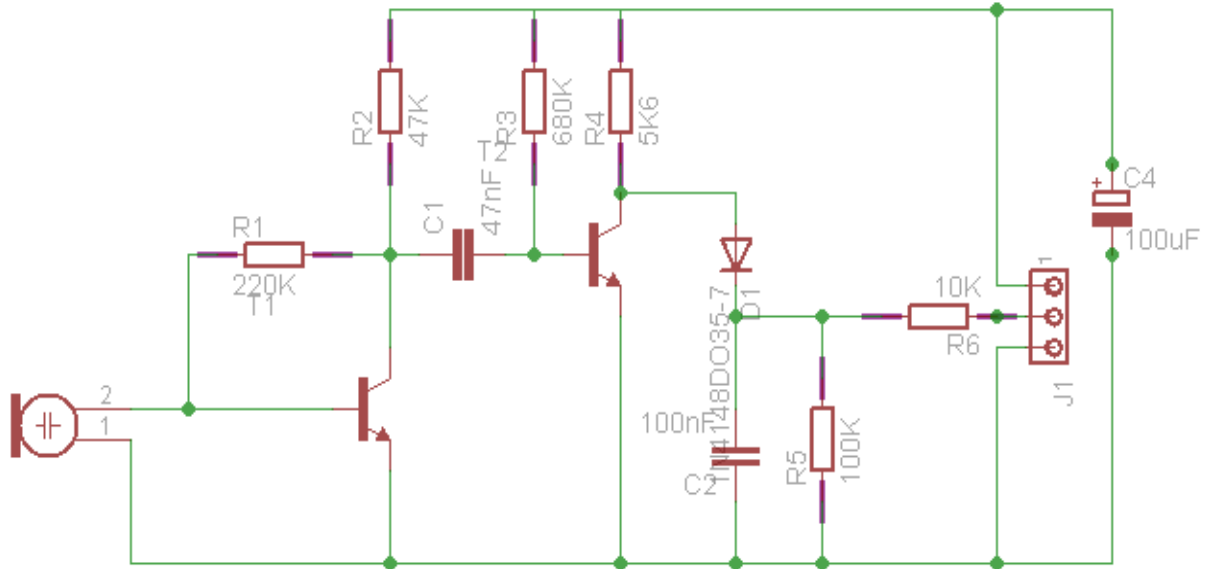 R2
47K
R3
680K
R4
5K6
T2
C1
47nF
R1
220K
T1
2
1
+
C4
100uF
1
10K
R6
J1
D1
1N4148DO35-7
100nF
C2
R5
100K